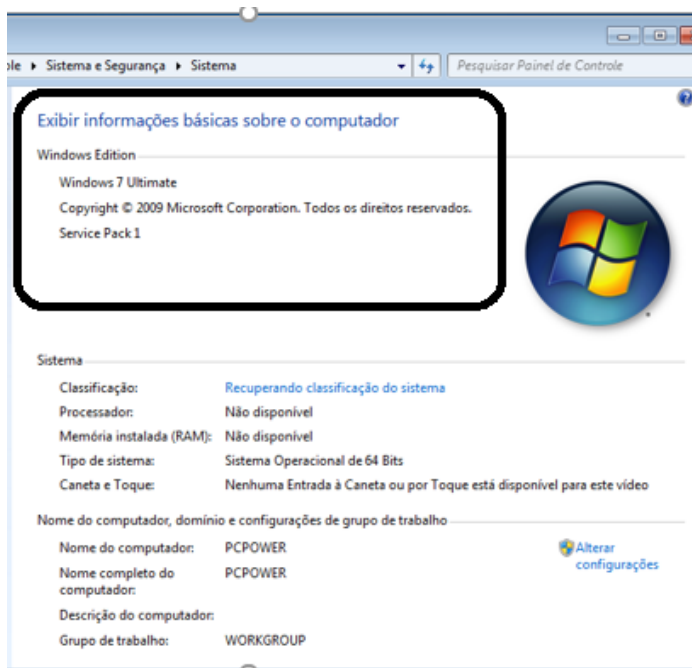 ole ▸ Sistema e Segurança ▸ Sistema
Pesquisar Painel de Controle
Exibir informações básicas sobre o computador
Windows Edition
Windows 7 Ultimate
Copyright © 2009 Microsoft Corporation. Todos os direitos reservados.
Service Pack 1
Sistema
Classificação: Recuperando classificação do sistema
Processador: Não disponível
Memória instalada (RAM): Não disponível
Tipo de sistema: Sistema Operacional de 64 Bits
Caneta e Toque: Nenhuma Entrada à Caneta ou por Toque está disponível para este vídeo
Nome do computador, domínio e configurações de grupo de trabalho
Nome do computador: PCPOWER
Alterar
configurações
Nome completo do PCPOWER
computador:
Descrição do computador:
Grupo de trabalho: WORKGROUP